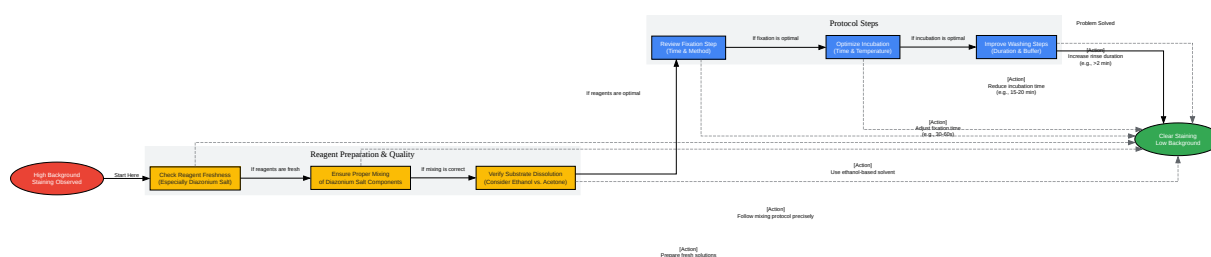 Protocol Steps
Problem Solved
Review Fixation Step
(Time & Method)
If fixation is optimal
Optimize Incubation
(Time & Temperature)
If incubation is optimal
Improve Washing Steps
(Duration & Buffer)
[Action]
Increase rinse duration
(e.g., >2 min)
[Action]
Reduce incubation time
(e.g., 15-20 min)
If reagents are optimal
[Action]
Adjust fixation time
(e.g., 30-60s)
Clear Staining
Low Background
Reagent Preparation & Quality
High Background
Staining Observed
Start Here
Check Reagent Freshness
(Especially Diazonium Salt)
If reagents are fresh
Ensure Proper Mixing
of Diazonium Salt Components
If mixing is correct
Verify Substrate Dissolution
(Consider Ethanol vs. Acetone)
[Action]
Use ethanol-based solvent
[Action]
Follow mixing protocol precisely
[Action]
Prepare fresh solutions